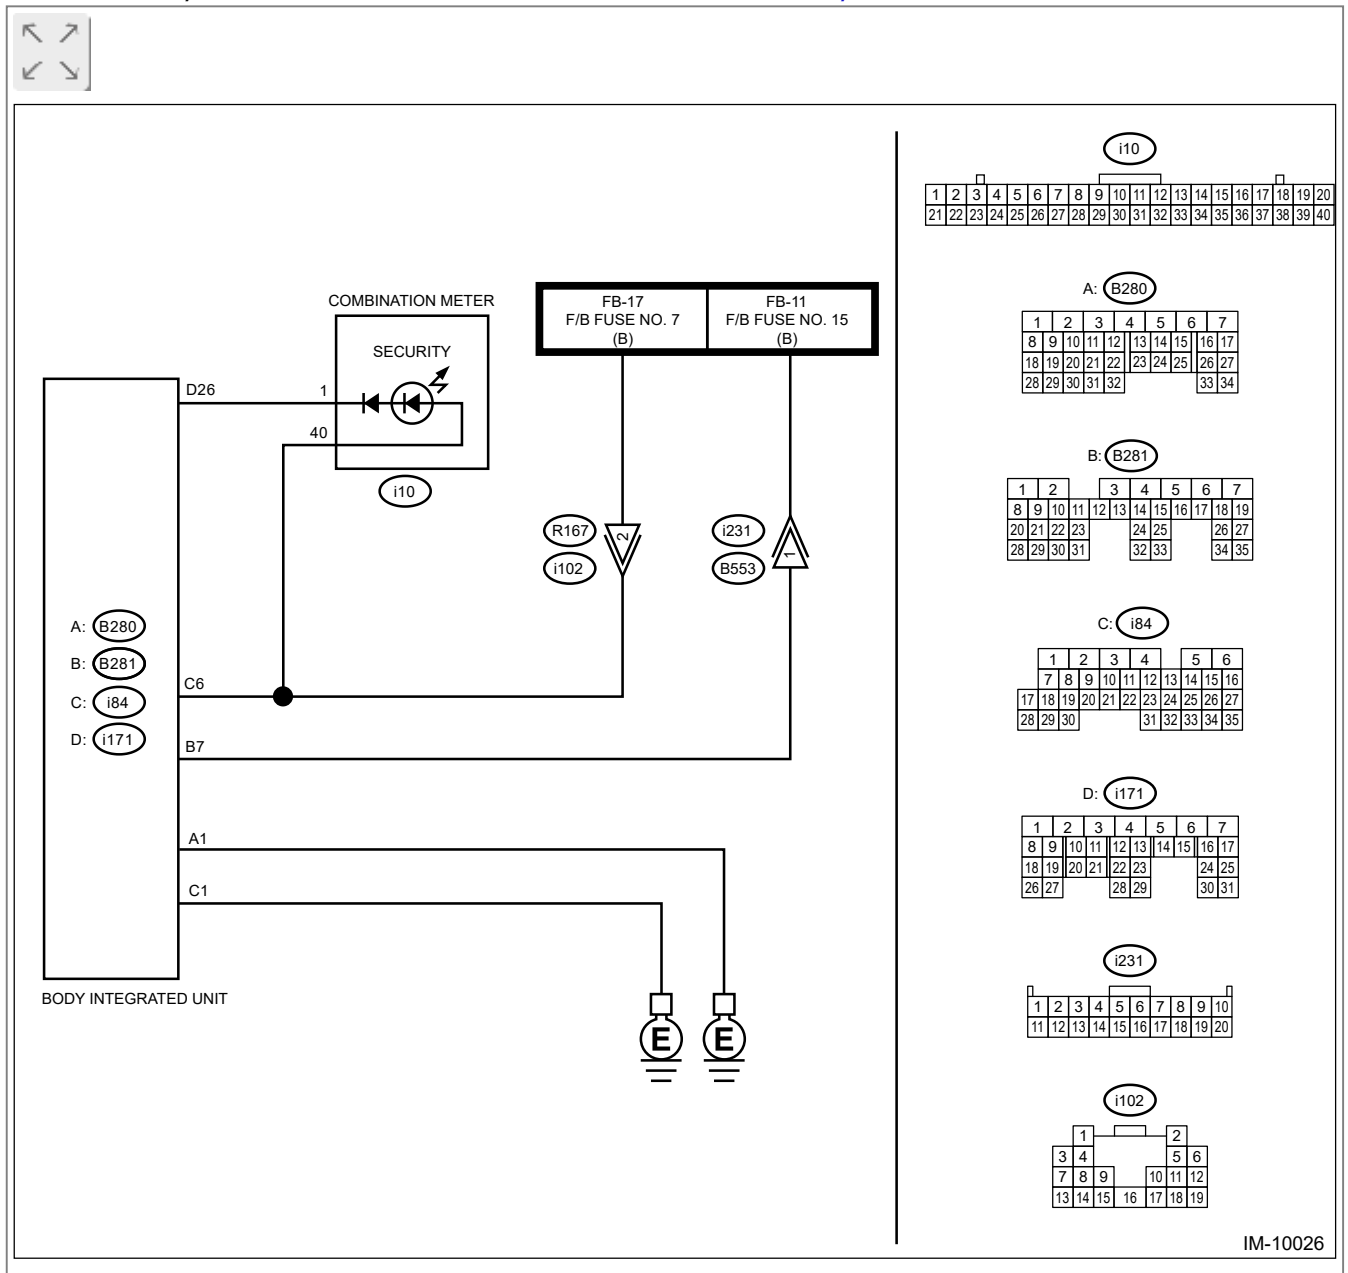 COMBINATION METER
SECURITY
D26
1
40
i10
FB-17
F/B FUSE NO. 7
(B)
FB-11
F/B FUSE NO. 15
(B)
R167
i102
2
i231
B553
1
A: B280
B: B281
C: i84
D: i171
C6
B7
A1
C1
BODY INTEGRATED UNIT
E E
i10
1 2 3 4 5 6 7 8 9 10 11 12 13 14 15 16 17 18 19 20
21 22 23 24 25 26 27 28 29 30 31 32 33 34 35 36 37 38 39 40
A: B280
1 2 3 4 5 6 7
8 9 10 11 12 13 14 15 16 17
18 19 20 21 22 23 24 25 26 27
28 29 30 31 32 33 34
B: B281
1 2 3 4 5 6 7
8 9 10 11 12 13 14 15 16 17 18 19
20 21 22 23 24 25 26 27
28 29 30 31 32 33 34 35
C: i84
1 2 3 4 5 6
7 8 9 10 11 12 13 14 15 16
17 18 19 20 21 22 23 24 25 26 27
28 29 30 31 32 33 34 35
D: i171
1 2 3 4 5 6 7
8 9 10 11 12 13 14 15 16 17
18 19 20 21 22 23 24 25
26 27 28 29 30 31
i231
1 2 3 4 5 6 7 8 9 10
11 12 13 14 15 16 17 18 19 20
i102
1 2
3 4 5 6
7 8 9 10 11 12
13 14 15 16 17 18 19
IM-10026